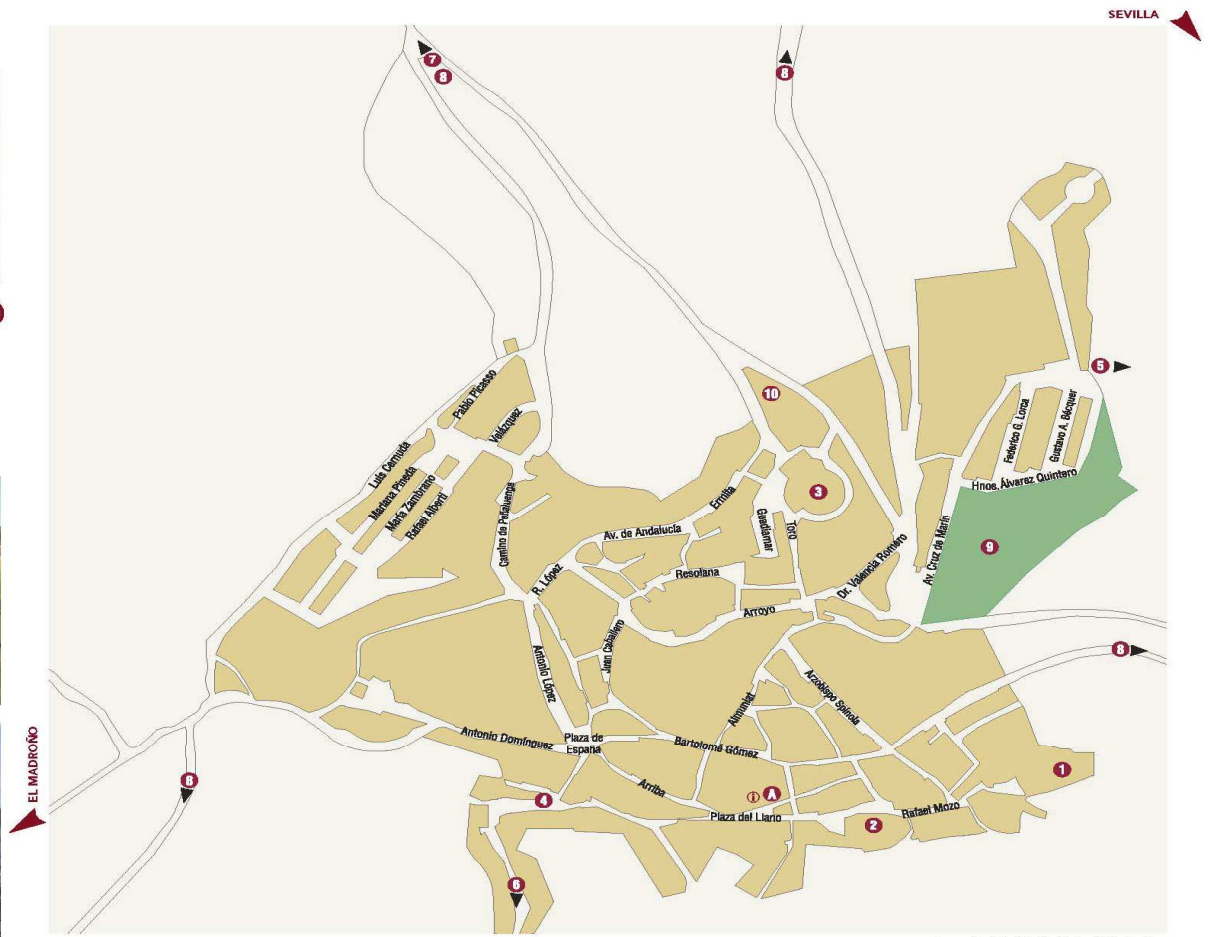 SEVILLA
7
8
8
5
10
Pablo Picasso
Velázquez
Federico G. Lorca
Gustavo A. Bécquer
Luis Cernuda
Mariana Pineda
María Zambrano
Rafael Alberti
Hnos. Álvarez Quintero
Ermita
3
Camino de Peñaluenga
Av. de Andalucía
Guadiamar
Toro
Av. Cruz de Marín
9
R. López
Resolana
Dr. Valencia Romero
Arroyo
Juan Caballero
8
Antonio López
Arzobispo Spínola
Almuniat
Antonio Domínguez
Plaza de
España
Bartolomé Gómez
EL MADROÑO
8
1
Arriba
4
i
A
Plaza del Llano
2
Rafael Mozo
6